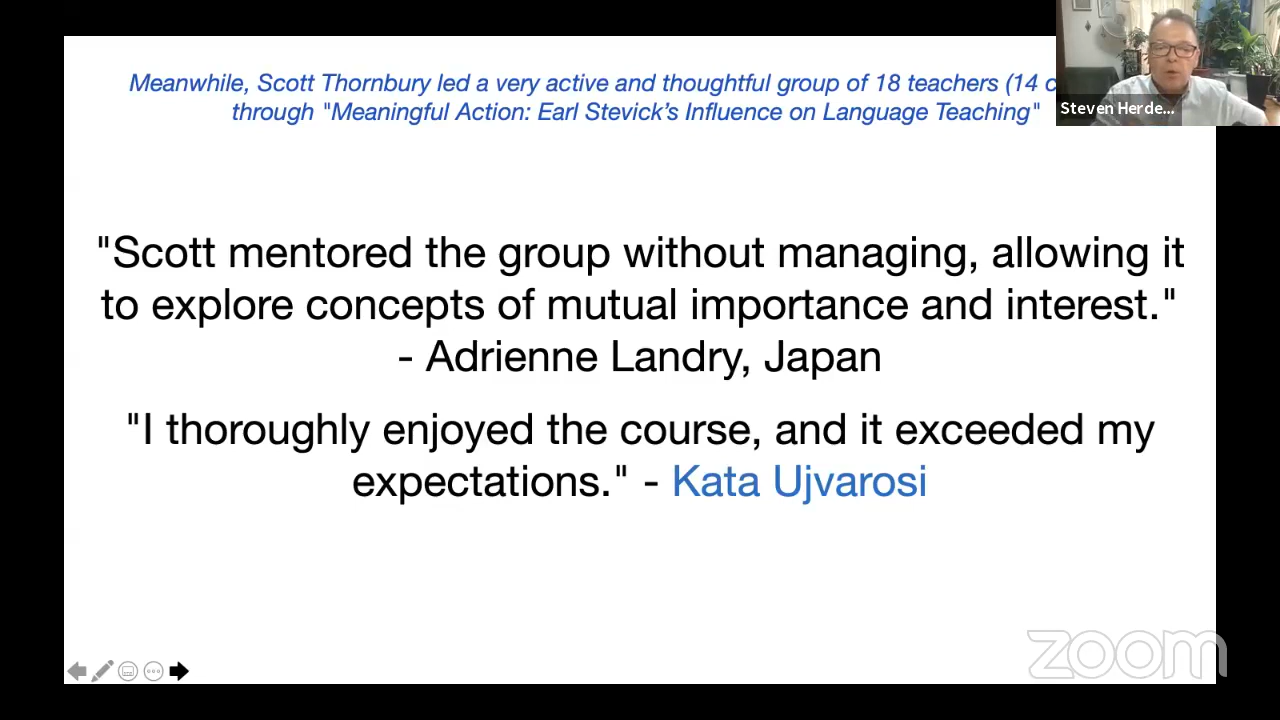 Meanwhile, Scott Thornbury led a very active and thoughtful group of 18 teachers (14 c
through "Meaningful Action: Earl Stevick’s Influence on Language Teaching"
Steven Herde...
"Scott mentored the group without managing, allowing it
to explore concepts of mutual importance and interest."
- Adrienne Landry, Japan
"I thoroughly enjoyed the course, and it exceeded my
expectations." - Kata Ujvarosi
zoom